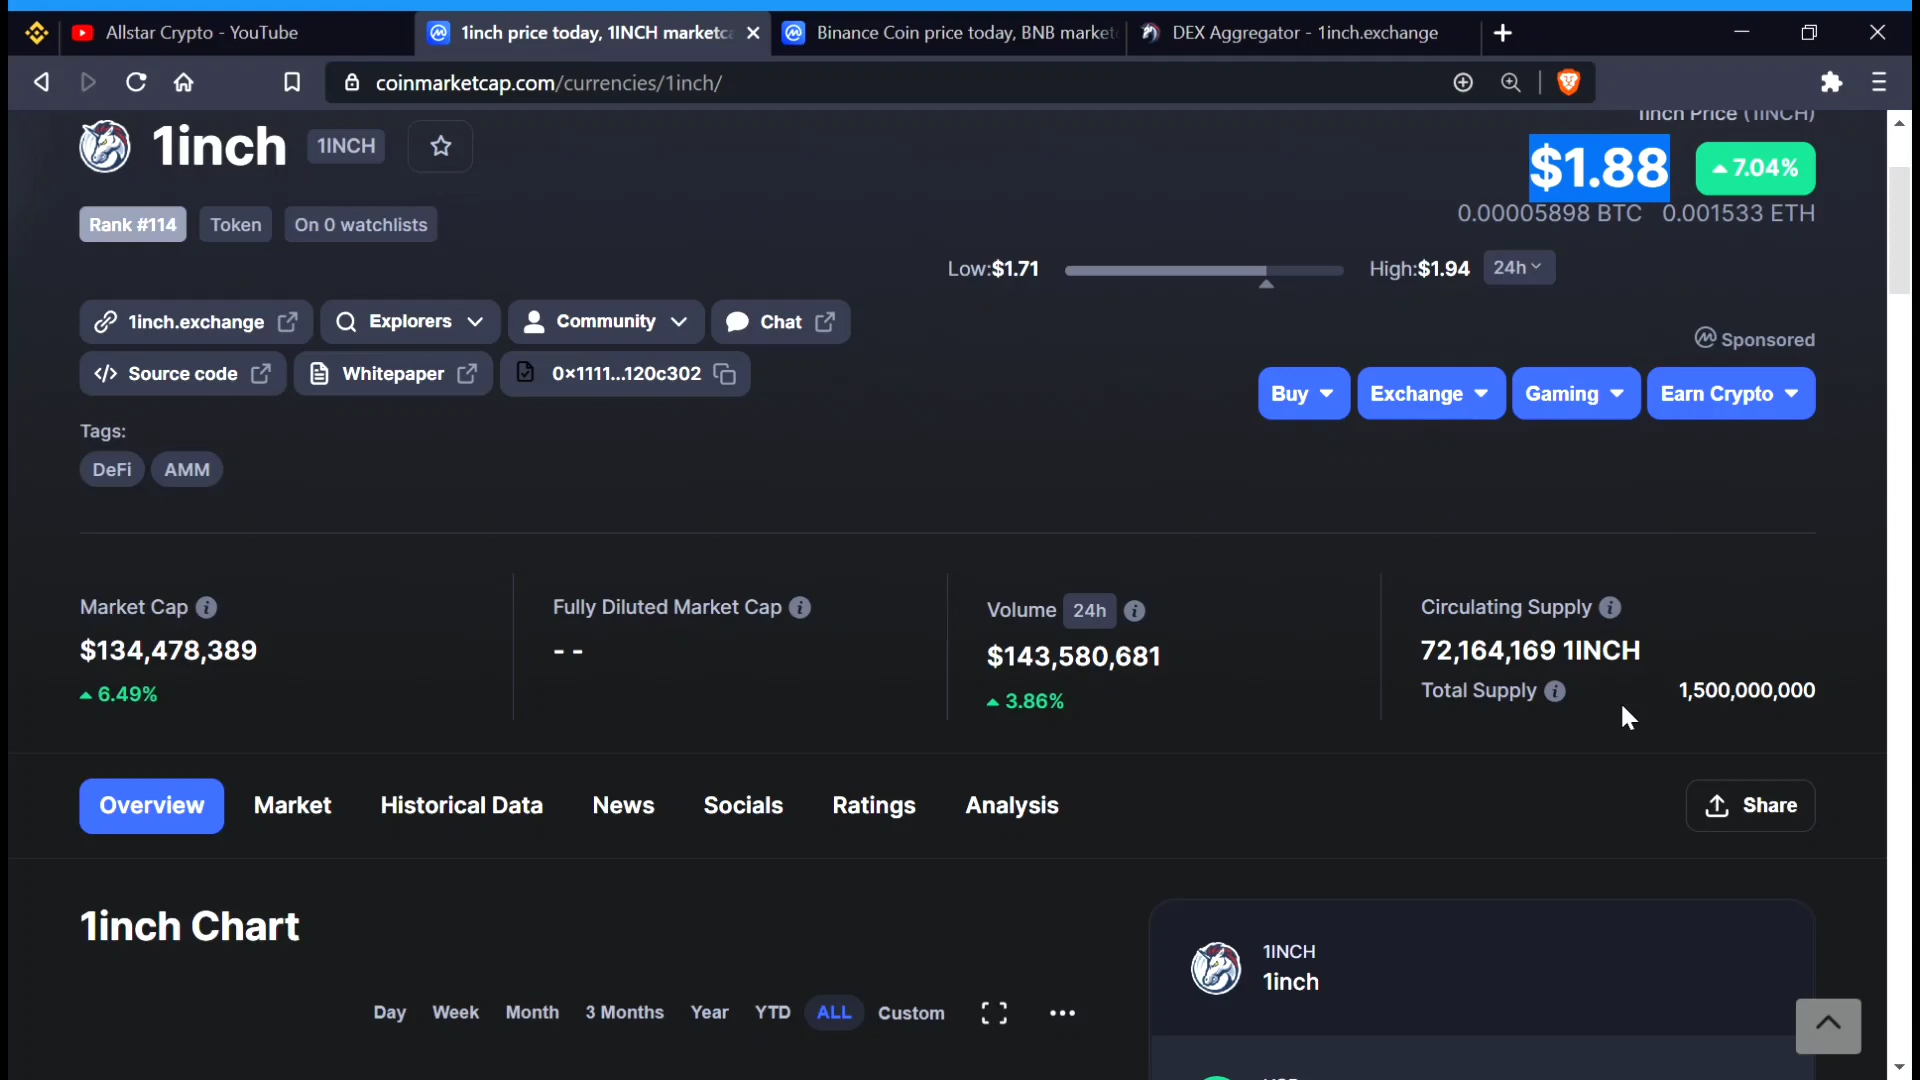 Allstar Crypto - YouTube
1inch price today, 1INCH marketca
Binance Coin price today, BNB market
DEX Aggregator - 1inch.exchange
coinmarketcap.com/currencies/1inch/
1inch 1INCH
1inch Price (1INCH)
$1.88 7.04%
0.00005898 BTC 0.001533 ETH
Rank #114 Token On 0 watchlists
Low:$1.71 High:$1.94 24h
1inch.exchange Explorers Community Chat
Sponsored
Source code Whitepaper 0x1111...120c302
Buy Exchange Gaming Earn Crypto
Tags:
DeFi AMM
Market Cap
$134,478,389
6.49%
Fully Diluted Market Cap
- -
Volume 24h
$143,580,681
3.86%
Circulating Supply
72,164,169 1INCH
Total Supply 1,500,000,000
Overview Market Historical Data News Socials Ratings Analysis
Share
1inch Chart
Day Week Month 3 Months Year YTD ALL Custom
1INCH
1inch